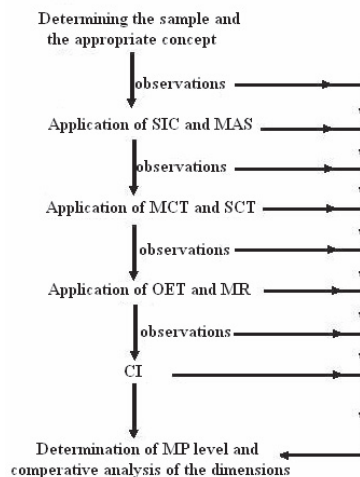 Determining the sample and
the appropriate concept
observations
Application of SIC and MAS
observations
Application of MCT and SCT
observations
Application of OET and MR
observations
CI
Determination of MP level and
comperative analysis of the dimensions